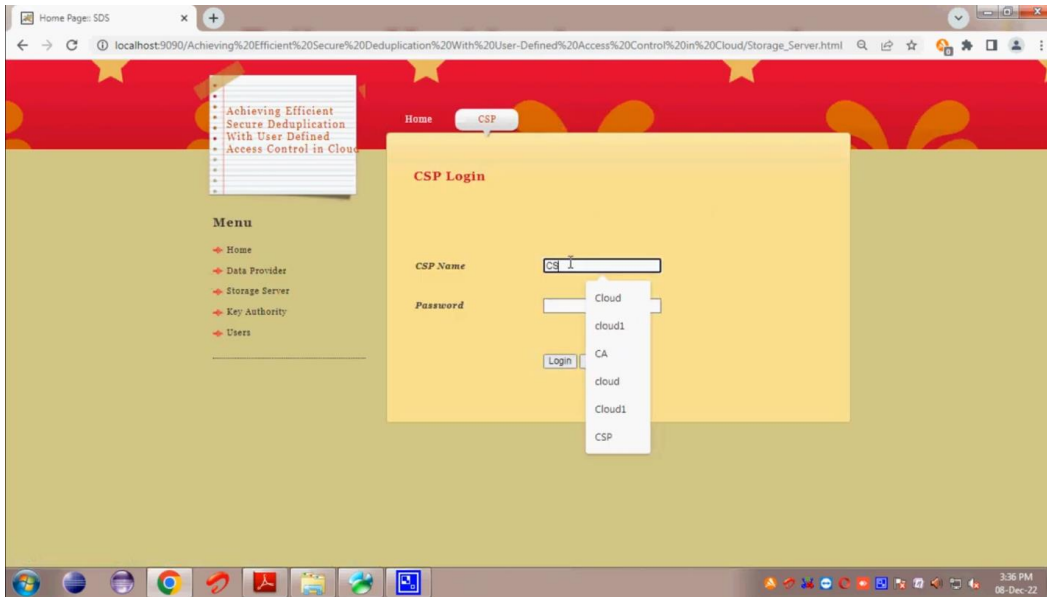 Home Page:: SDS
localhost:9090/Achieving%20Efficient%20Secure%20Deduplication%20With%20User-Defined%20Access%20Control%20in%20Cloud/Storage_Server.html
Achieving Efficient
Secure Deduplication
With User Defined
Access Control in Cloud
Home
CSP
CSP Login
Menu
Home
Data Provider
Storage Server
Key Authority
Users
CSP Name
CS
Password
Login
Cloud
cloud1
CA
cloud
Cloud1
CSP
3:36 PM
08-Dec-22